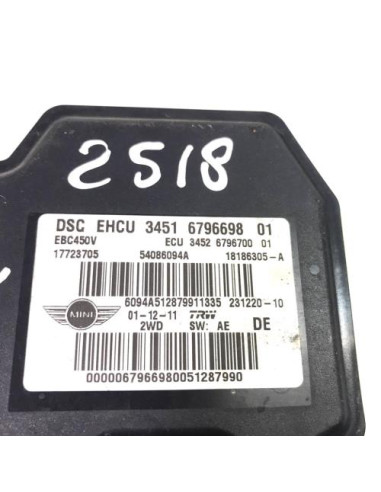 2518
DSC EHCU 3451 6796698 01
EBC450V ECU 3452 6796700 01
17723705 54086094A 18186305-A
6094A512879911335 231220-10
MINI 01-12-11 TRW DE
2WD SW: AE
0000067966980051287990